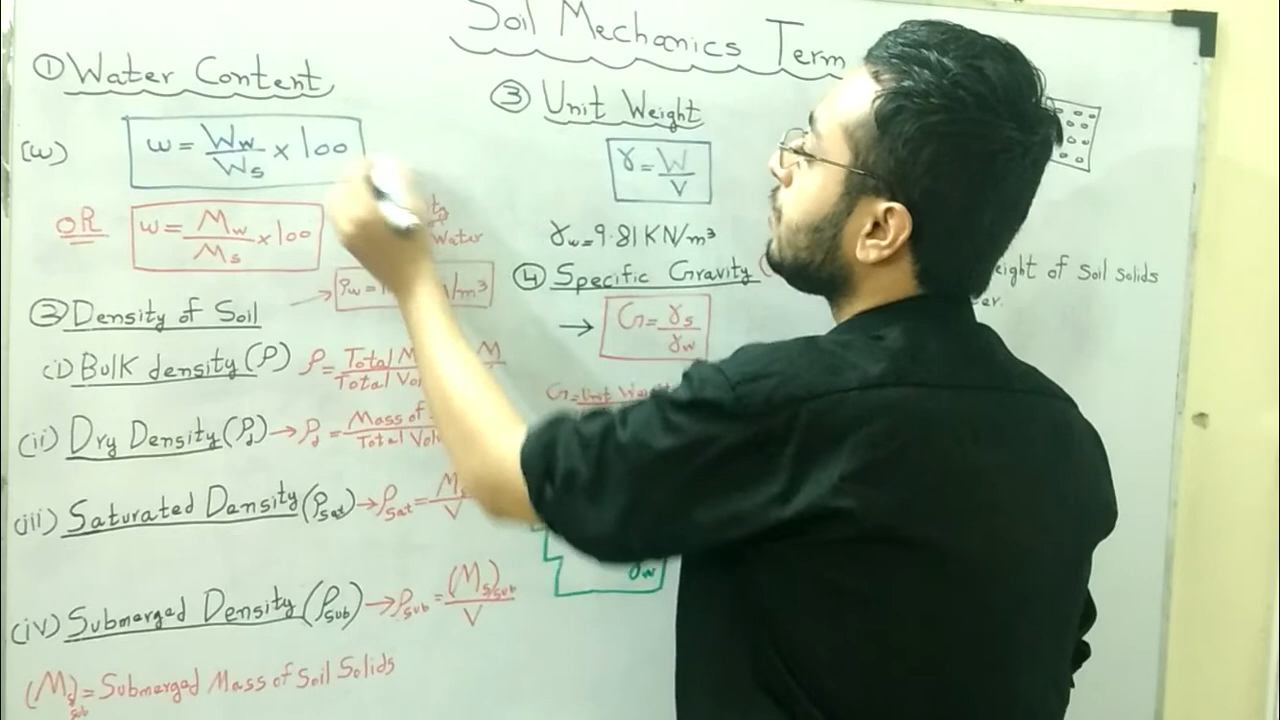 Soil Mechanics Term
① Water Content
(w)
w = Ww/Ws x 100
OR
w = Mw/Ms x 100
Water
ρw = /m³
② Density of Soil
(i) Bulk density (ρ) ρ = Total M / Total Vol M
(ii) Dry Density (ρd) → ρd = Mass of / Total Vol
(iii) Saturated Density (ρsat) → ρsat = M / V
(iv) Submerged Density (ρsub) → ρsub = (Ms)sub / V
(Ms)sub = Submerged Mass of Soil Solids
③ Unit Weight
γ = W/V
γw = 9.81 KN/m³
④ Specific Gravity
→ G = γs/γw
G = Unit Weight
γw
eight of Soil Solids
er.